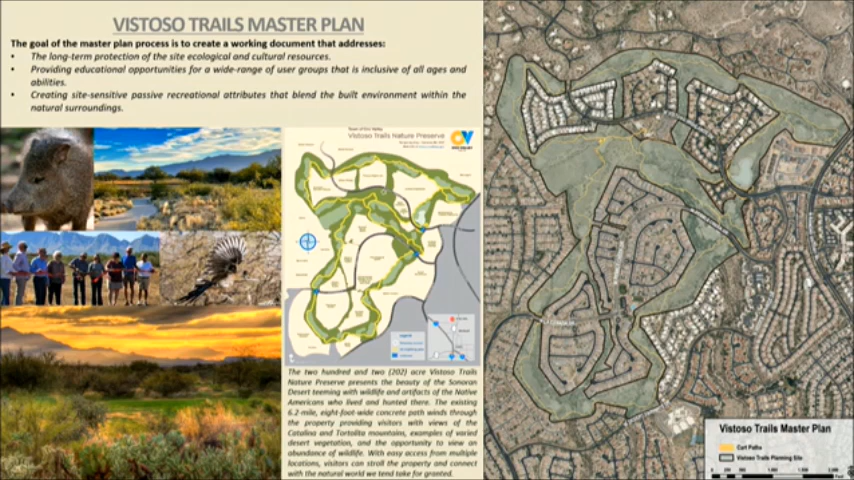 VISTOSO TRAILS MASTER PLAN
The goal of the master plan process is to create a working document that addresses:
• The long-term protection of the site ecological and cultural resources.
• Providing educational opportunities for a wide-range of user groups that is inclusive of all ages and
abilities.
• Creating site-sensitive passive recreational attributes that blend the built environment within the
natural surroundings.
Vistoso Trails Nature Preserve
The two hundred and two (202) acre Vistoso Trails
Nature Preserve presents the beauty of the Sonoran
Desert teeming with wildlife and artifacts of the Native
Americans who lived and hunted there. The existing
6.2-mile, eight-foot-wide concrete path winds through
the property providing visitors with views of the
Catalina and Tortolita mountains, examples of varied
desert vegetation, and the opportunity to view an
abundance of wildlife. With easy access from multiple
locations, visitors can stroll the property and connect
with the natural world we tend take for granted.
Vistoso Trails Master Plan
Cart Paths
Vistoso Trails Planning Site